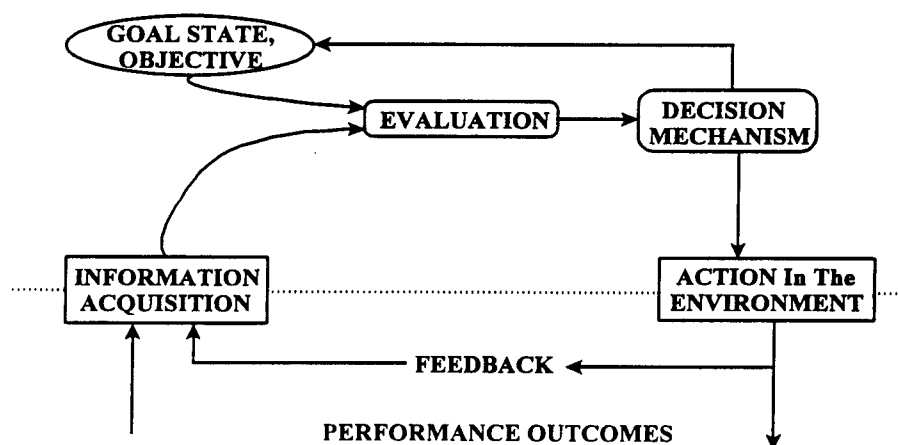 GOAL STATE,
OBJECTIVE
EVALUATION
DECISION
MECHANISM
INFORMATION
ACQUISITION
ACTION In The
ENVIRONMENT
FEEDBACK
PERFORMANCE OUTCOMES